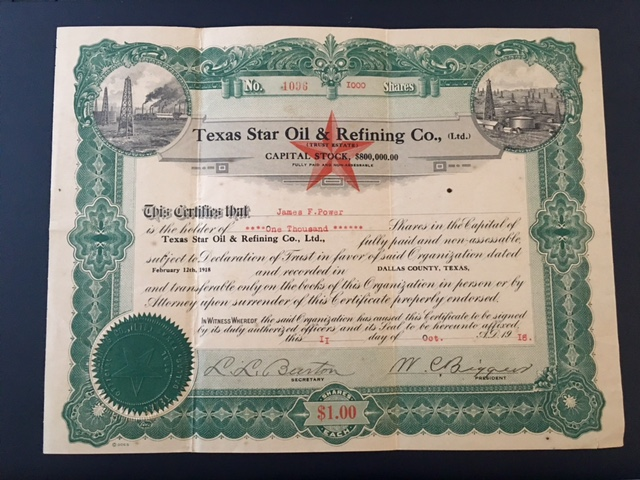 No. 1096 1000 Shares
Texas Star Oil & Refining Co., (Ltd.)
(TRUST ESTATE)
CAPITAL STOCK, $800,000.00
FULLY PAID AND NON-ASSESSABLE
This Certifies that James F.Power
is the holder of ****One Thousand ****** Shares in the Capital of
Texas Star Oil & Refining Co., Ltd., fully paid and non-assessable,
subject to Declaration of Trust in favor of said Organization dated
February 12th, 1918 and recorded in DALLAS COUNTY, TEXAS,
and transferable only on the books of this Organization in person or by
Attorney upon surrender of this Certificate properly endorsed.
IN WITNESS WHEREOF, the said Organization has caused this Certificate to be signed
by its duly authorized officers and its Seal to be hereunto affixed
this II day of Oct. A.D. 1918.
L. L. Barton
SECRETARY
W. C. Biggers
PRESIDENT
SHARES
$1.00
EACH